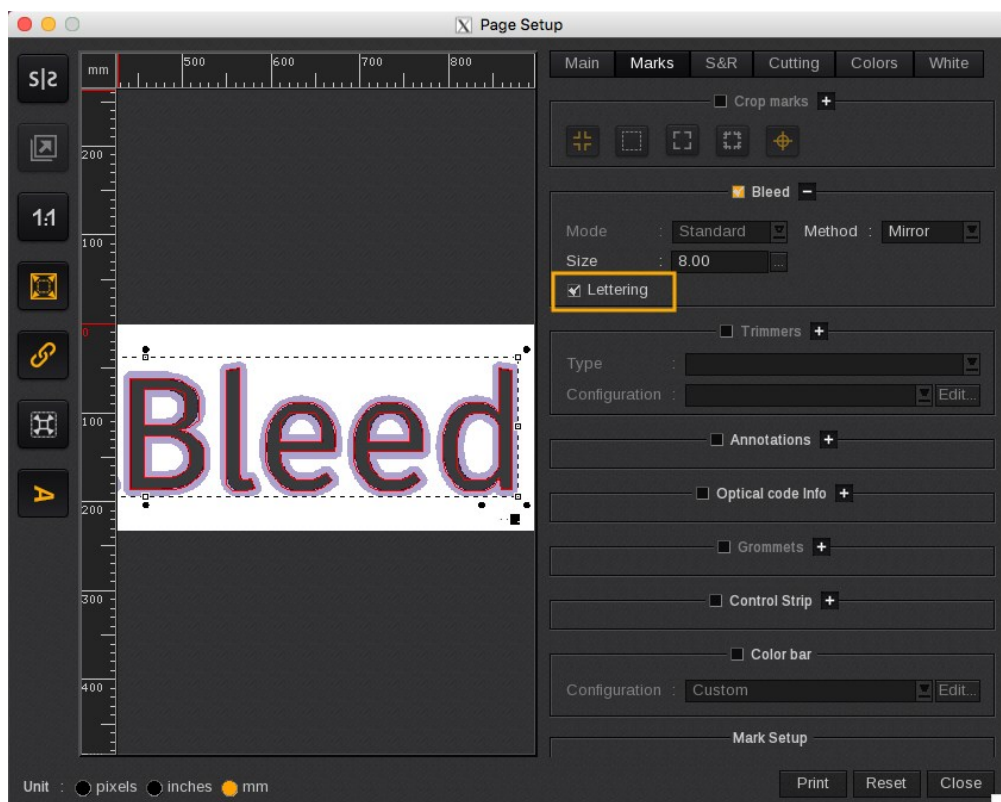 Page Setup
Main Marks S&R Cutting Colors White
mm 500 600 700 800
Crop marks +
200
1:1
100
Bleed −
Mode : Standard Method : Mirror
Size : 8.00 ...
Lettering
0
Trimmers +
Type :
Configuration : Edit...
Bleed
100
Annotations +
200
Optical code Info +
Grommets +
300
Control Strip +
Color bar
400
Configuration : Custom Edit...
Mark Setup
Unit : pixels inches mm
Print Reset Close